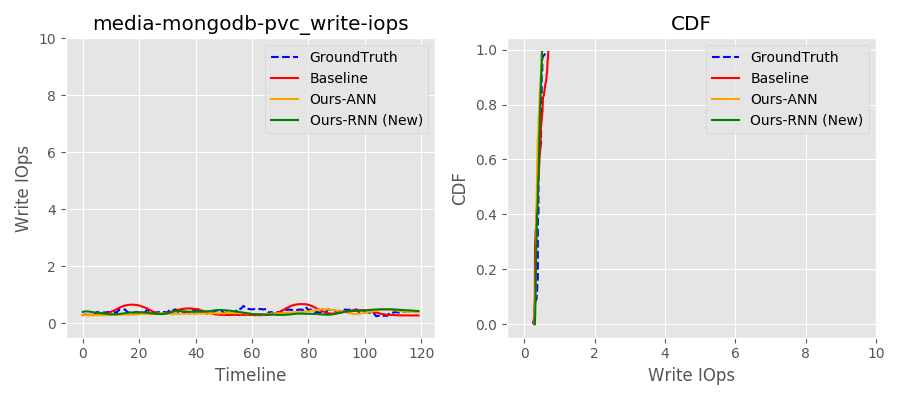 media-mongodb-pvc_write-iops
Write IOps
10
8
6
4
2
0
0 20 40 60 80 100 120
Timeline
GroundTruth
Baseline
Ours-ANN
Ours-RNN (New)
CDF
CDF
1.0
0.8
0.6
0.4
0.2
0.0
0 2 4 6 8 10
Write IOps
GroundTruth
Baseline
Ours-ANN
Ours-RNN (New)